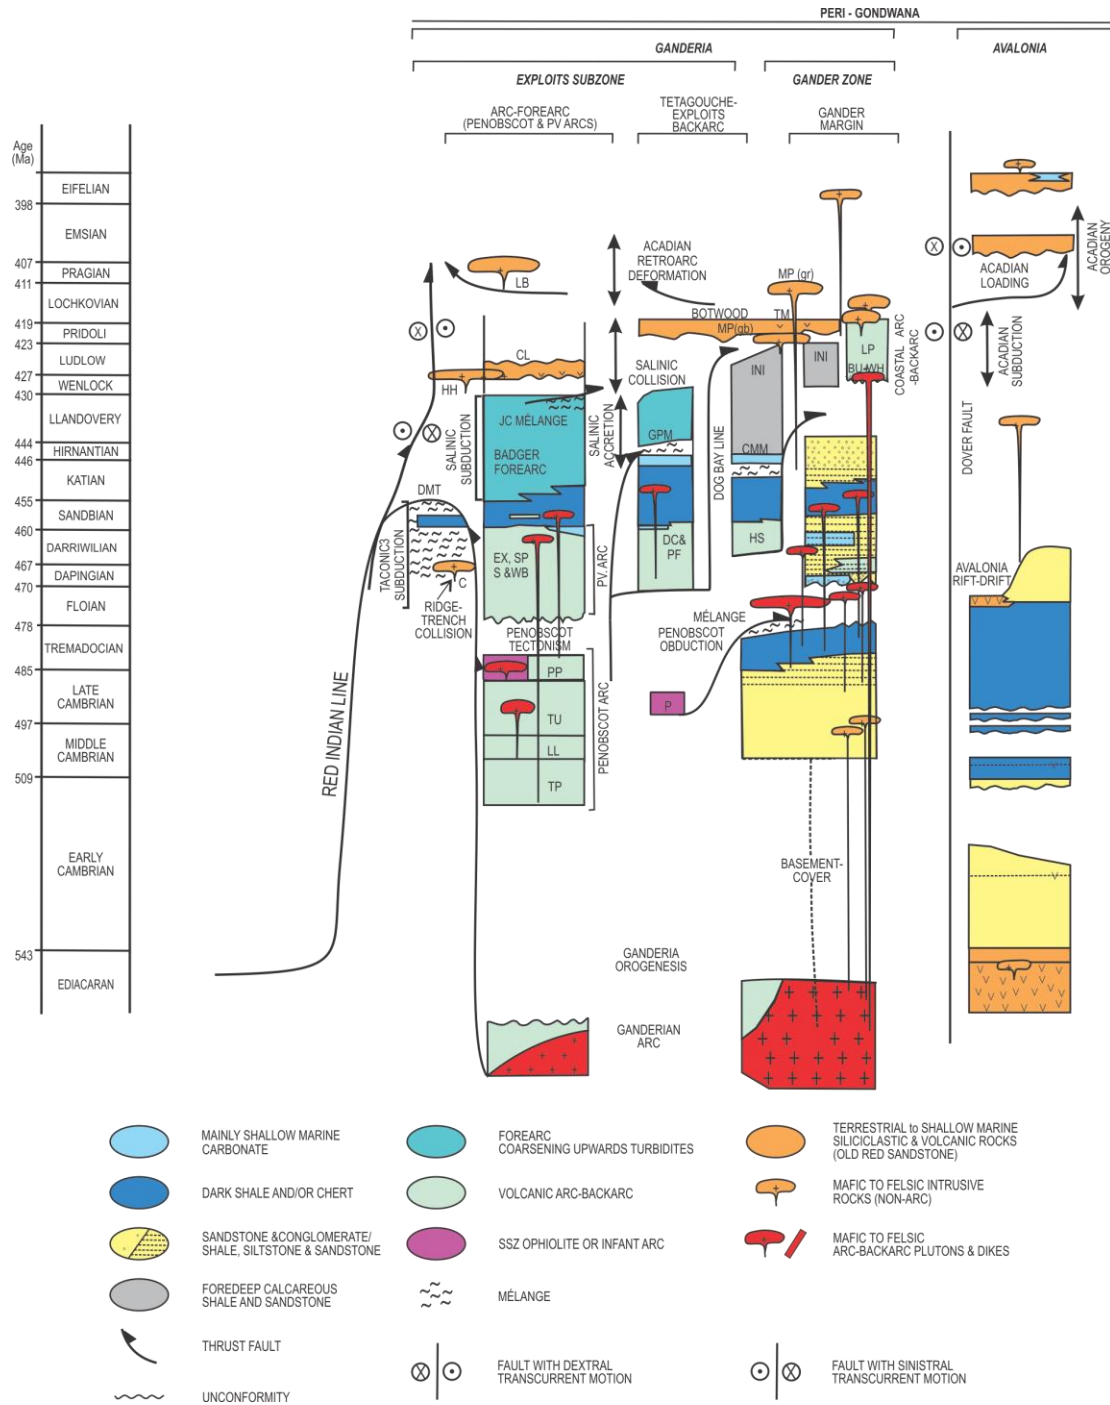 PERI - GONDWANA
GANDERIA
AVALONIA
EXPLOITS SUBZONE
GANDER ZONE
ARC-FOREARC
(PENOBSCOT & PV ARCS)
TETAGOUCHE-
EXPLOITS
BACKARC
GANDER
MARGIN
Age
(Ma)
EIFELIAN
398
EMSIAN
407
PRAGIAN
411
LOCHKOVIAN
419
PRIDOLI
423
LUDLOW
427
WENLOCK
430
LLANDOVERY
444
HIRNANTIAN
446
KATIAN
455
SANDBIAN
460
DARRIWILIAN
467
DAPINGIAN
470
FLOIAN
478
TREMADOCIAN
485
LATE
CAMBRIAN
497
MIDDLE
CAMBRIAN
509
EARLY
CAMBRIAN
543
EDIACARAN
RED INDIAN LINE
LB
CL
HH
JC MÉLANGE
BADGER
FOREARC
SALINIC
SUBDUCTION
SALINIC
ACCRETION
DMT
TACONIC3
SUBDUCTION
C
RIDGE-
TRENCH
COLLISION
EX, SP
S &WB
PV. ARC
PENOBSCOT
TECTONISM
PP
TU
LL
TP
PENOBSCOT ARC
ACADIAN
RETROARC
DEFORMATION
MP (gr)
BOTWOOD
TM
MP(gb)
SALINIC
COLLISION
GPM
DC&
PF
DOG BAY LINE
INI
CMM
HS
INI
LP
BU+WH
COASTAL ARC
-BACKARC
MÉLANGE
PENOBSCOT
OBDUCTION
P
BASEMENT-
COVER
GANDERIA
OROGENESIS
GANDERIAN
ARC
DOVER FAULT
ACADIAN
LOADING
ACADIAN
OROGENY
ACADIAN
SUBDUCTION
AVALONIA
RIFT-DRIFT
MAINLY SHALLOW MARINE
CARBONATE
DARK SHALE AND/OR CHERT
SANDSTONE &CONGLOMERATE/
SHALE, SILTSTONE & SANDSTONE
FOREDEEP CALCAREOUS
SHALE AND SANDSTONE
THRUST FAULT
UNCONFORMITY
FOREARC
COARSENING UPWARDS TURBIDITES
VOLCANIC ARC-BACKARC
SSZ OPHIOLITE OR INFANT ARC
MÉLANGE
FAULT WITH DEXTRAL
TRANSCURRENT MOTION
TERRESTRIAL to SHALLOW MARINE
SILICICLASTIC & VOLCANIC ROCKS
(OLD RED SANDSTONE)
MAFIC TO FELSIC INTRUSIVE
ROCKS (NON-ARC)
MAFIC TO FELSIC
ARC-BACKARC PLUTONS & DIKES
FAULT WITH SINISTRAL
TRANSCURRENT MOTION